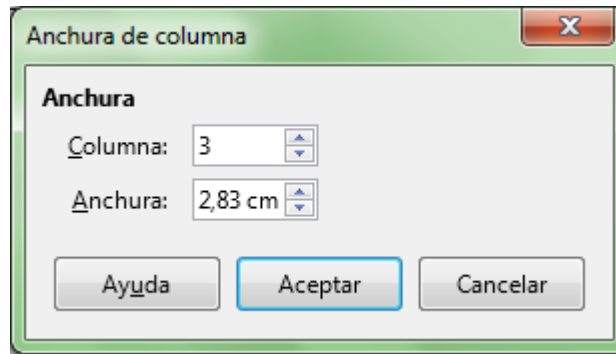 Anchura de columna
Anchura
Columna: 3
Anchura: 2,83 cm
Ayuda Aceptar Cancelar